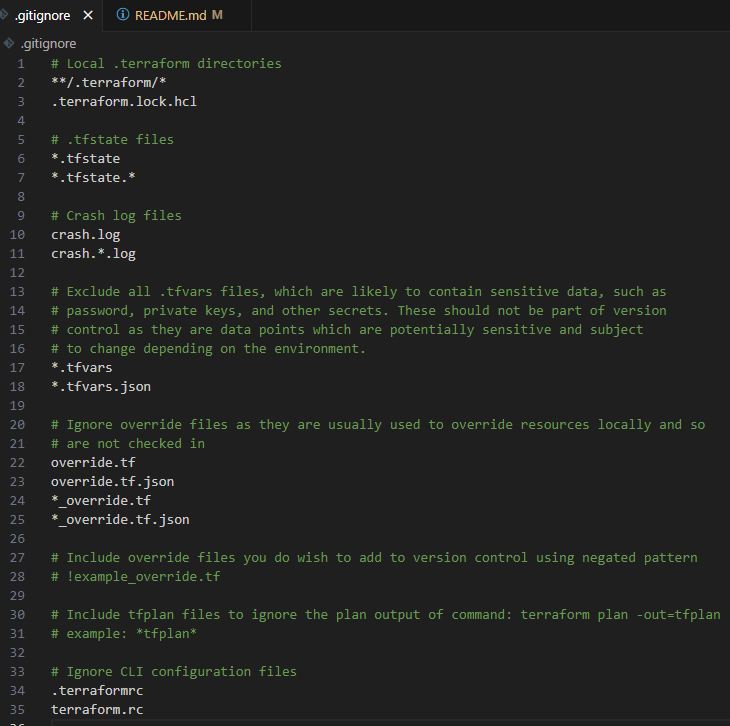 .gitignore × README.md M
.gitignore
1 # Local .terraform directories
2 **/.terraform/*
3 .terraform.lock.hcl
4
5 # .tfstate files
6 *.tfstate
7 *.tfstate.*
8
9 # Crash log files
10 crash.log
11 crash.*.log
12
13 # Exclude all .tfvars files, which are likely to contain sensitive data, such as
14 # password, private keys, and other secrets. These should not be part of version
15 # control as they are data points which are potentially sensitive and subject
16 # to change depending on the environment.
17 *.tfvars
18 *.tfvars.json
19
20 # Ignore override files as they are usually used to override resources locally and so
21 # are not checked in
22 override.tf
23 override.tf.json
24 *_override.tf
25 *_override.tf.json
26
27 # Include override files you do wish to add to version control using negated pattern
28 # !example_override.tf
29
30 # Include tfplan files to ignore the plan output of command: terraform plan -out=tfplan
31 # example: *tfplan*
32
33 # Ignore CLI configuration files
34 .terraformrc
35 terraform.rc
36